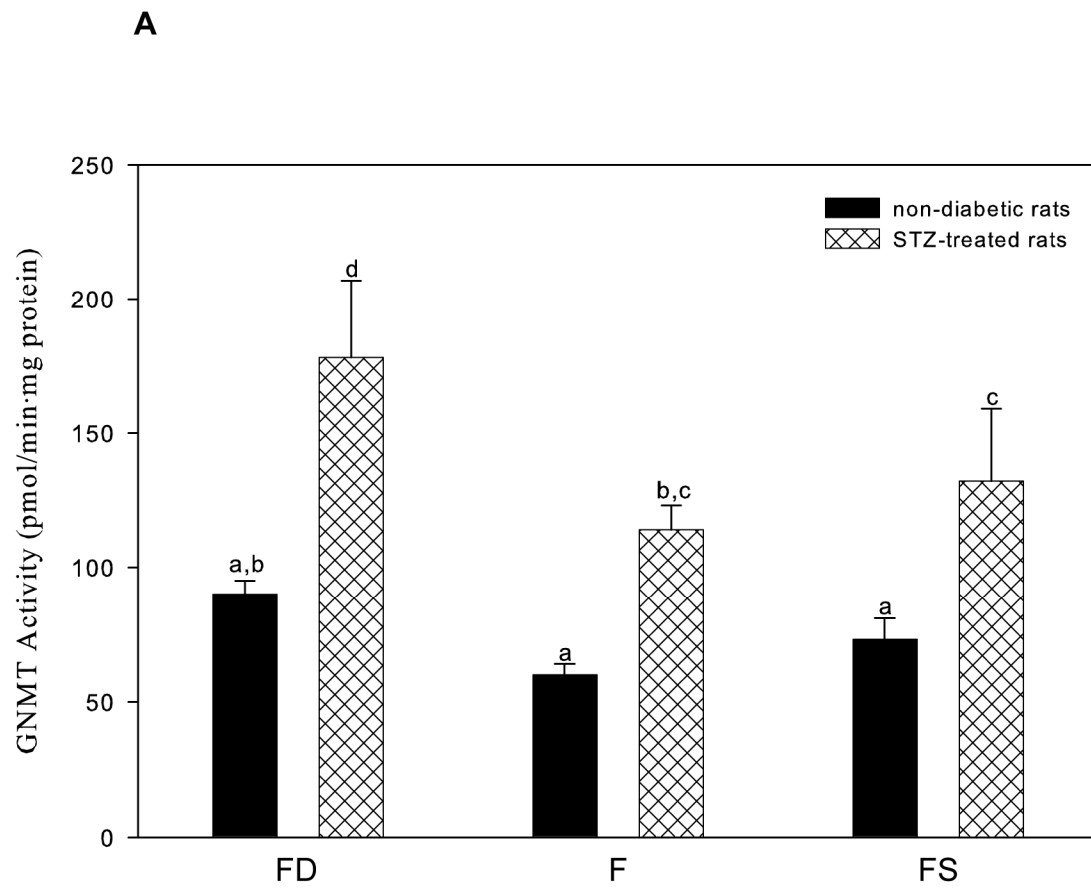 A
GNMT Activity (pmol/min·mg protein)
250
200
150
100
50
0
non-diabetic rats
STZ-treated rats
a,b
d
a
b,c
a
c
FD
F
FS